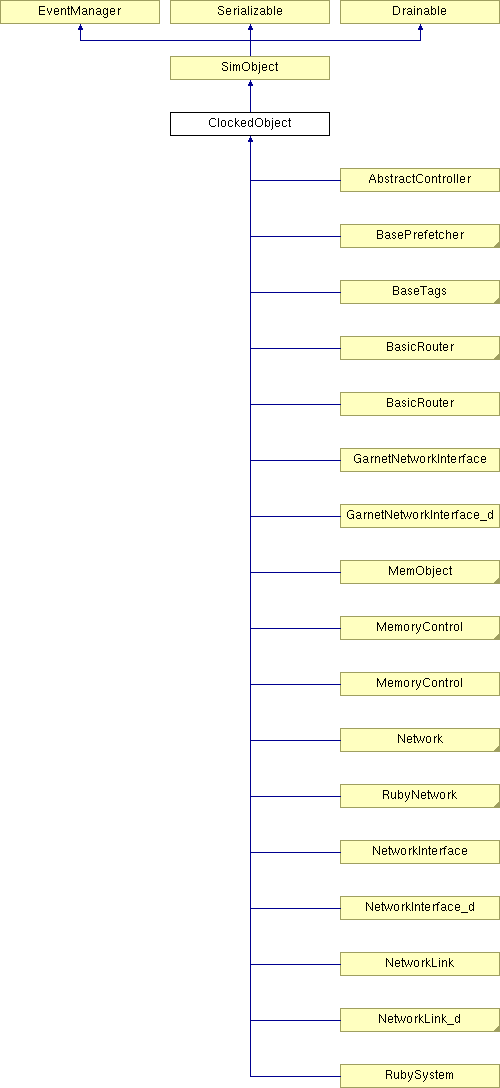 EventManager
Serializable
Drainable
SimObject
ClockedObject
AbstractController
BasePrefetcher
BaseTags
BasicRouter
BasicRouter
GarnetNetworkInterface
GarnetNetworkInterface_d
MemObject
MemoryControl
MemoryControl
Network
RubyNetwork
NetworkInterface
NetworkInterface_d
NetworkLink
NetworkLink_d
RubySystem